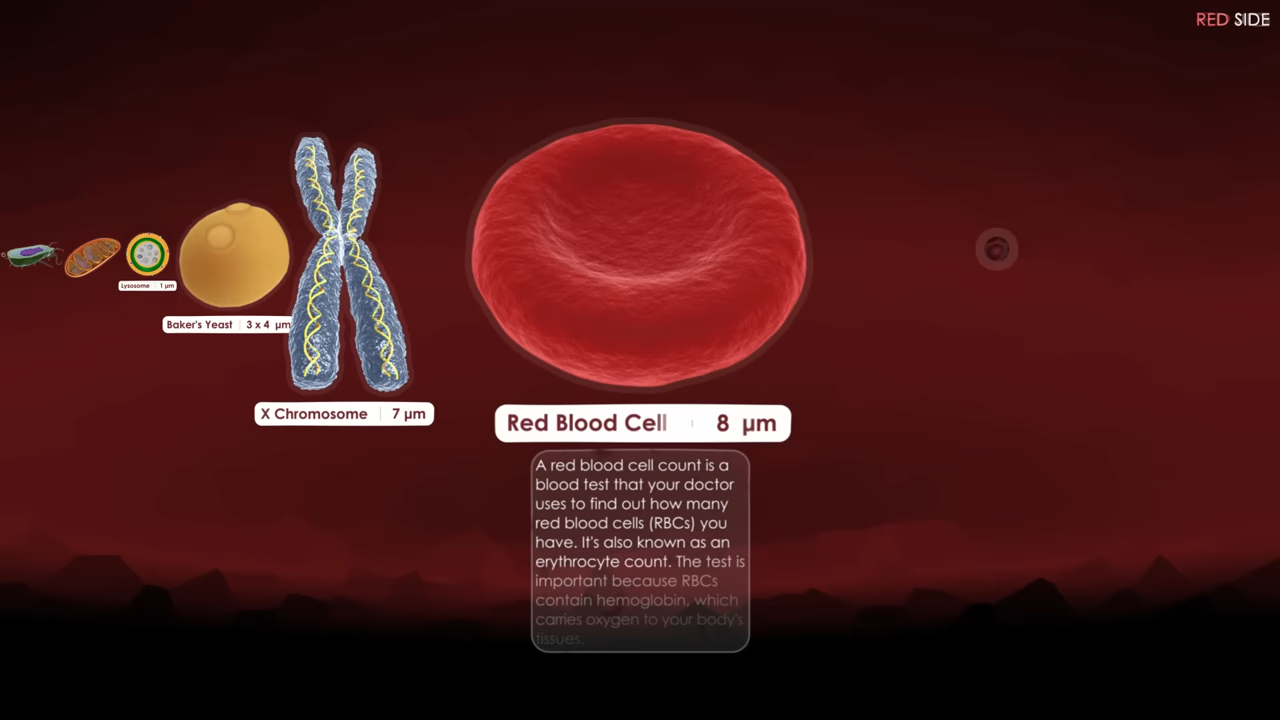 RED SIDE
Lysosome 1 µm
Baker's Yeast 3 x 4 µm
X Chromosome 7 µm
Red Blood Cell 8 µm
A red blood cell count is a
blood test that your doctor
uses to find out how many
red blood cells (RBCs) you
have. It's also known as an
erythrocyte count. The test is
important because RBCs
contain hemoglobin, which
carries oxygen to your body's
tissues.